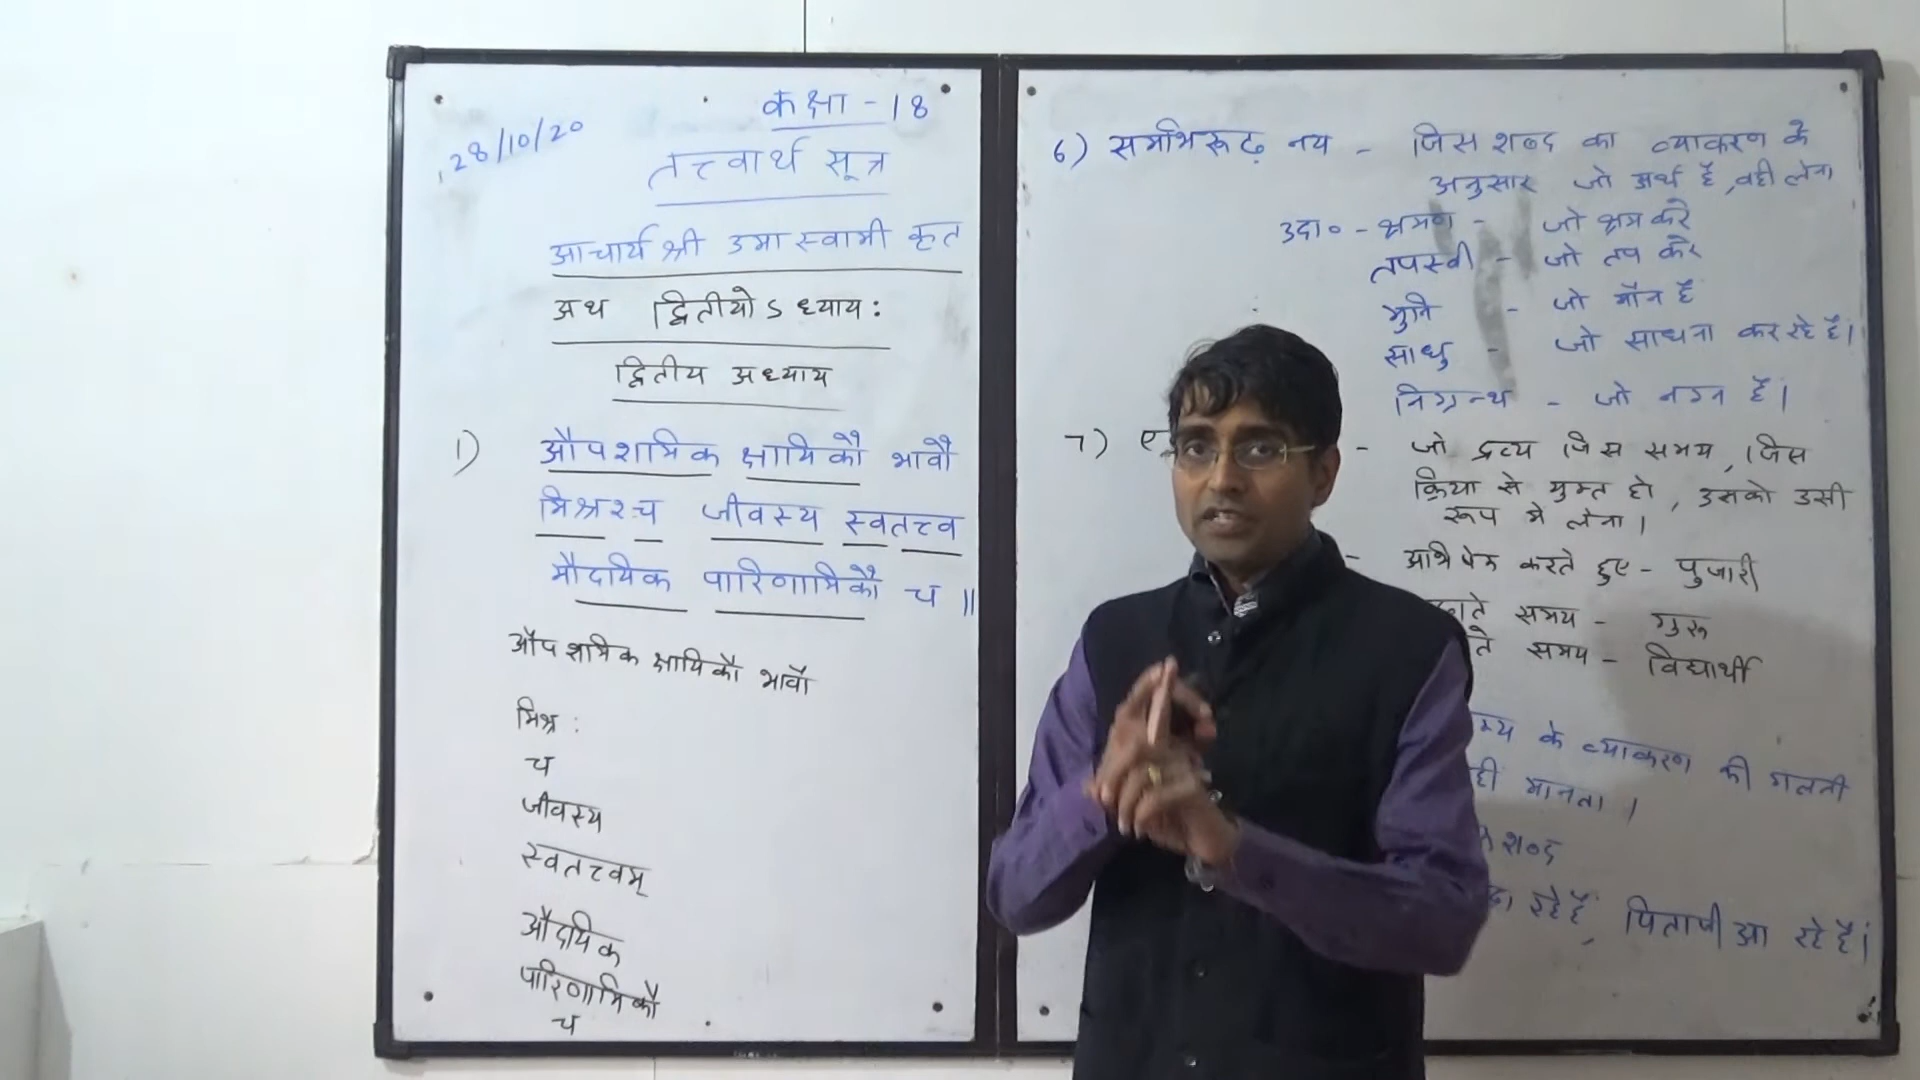 28/10/20
कक्षा - 18
तत्त्वार्थ सूत्र
आचार्य श्री उमास्वामी कृत
अथ द्वितीयोऽध्याय:
द्वितीय अध्याय
1) औपशमिक क्षायिकौ भावौ
मिश्रश्च जीवस्य स्वतत्त्व
मौदयिक पारिणामिकौ च ॥
औपशमिक क्षायिकौ भावौ
मिश्र:
च
जीवस्य
स्वतत्त्वम्
औदयिक
पारिणामिकौ
च
6) समभिरूढ़ नय - जिस शब्द का व्याकरण के
अनुसार जो अर्थ है, वही लेना
उदा० - श्रमण - जो श्रम करे
तपस्वी - जो तप करे
मुनि - जो मौन है
साधु - जो साधना कर रहे है।
निग्रन्थ - जो नग्न है।
7) ए - जो द्रव्य जिस समय, जिस
क्रिया से युक्त हो, उसको उसी
रूप मे लेना।
- अभिषेक करते हुए - पुजारी
ते समय - गुरू
ते समय - विद्यार्थी
के व्याकरण की गलती
ही मानता।
शब्द
रहे हैं, पिताजी आ रहे है।